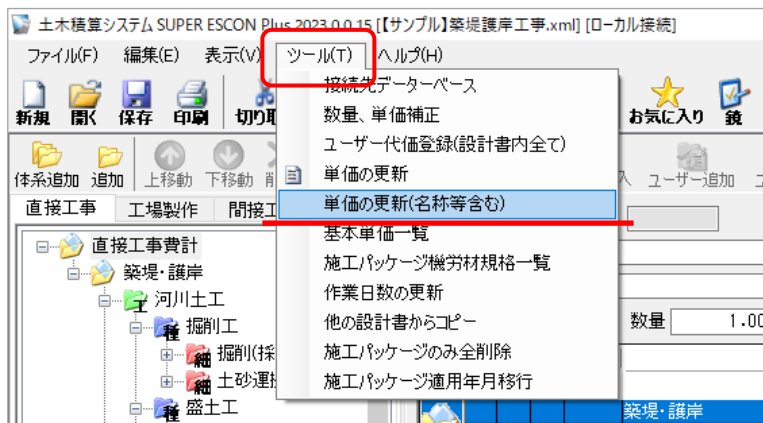 土木積算システム SUPER ESCON Plus 2023.0.0.15 [【サンプル】築堤護岸工事.xml] [ローカル接続]
ファイル(F) 編集(E) 表示(V) ツール(T) ヘルプ(H)
新規 開く 保存 印刷 切り取 お気に入り 鏡
体系追加 追加 上移動 下移動 削 入 ユーザー追加
直接工事 工場製作 間接工
接続先データーベース
数量、単価補正
ユーザー代価登録(設計書内全て)
単価の更新
単価の更新(名称等含む)
基本単価一覧
施工パッケージ機労材規格一覧
作業日数の更新
他の設計書からコピー
施工パッケージのみ全削除
施工パッケージ適用年月移行
直接工事費計
築堤・護岸
河川土工
種 掘削工
細 掘削(採
細 土砂運搬
種 盛土工
数量 1.00
築堤・護岸